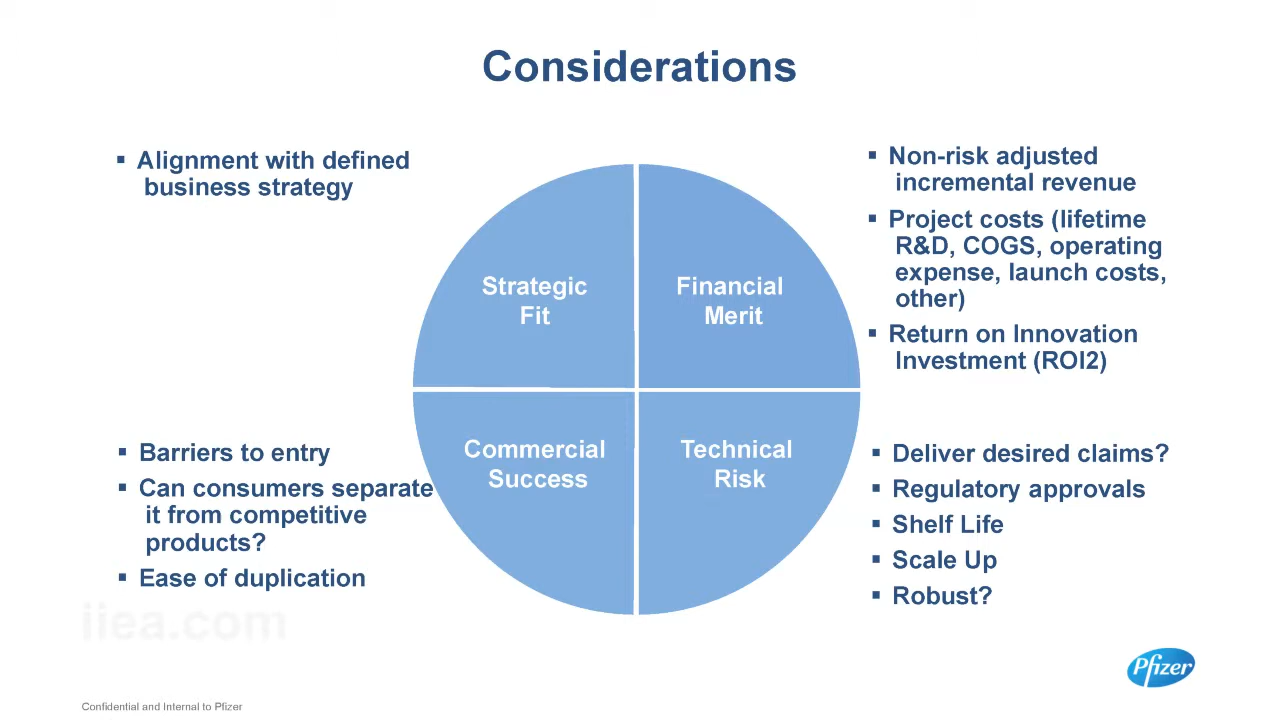 Considerations
▪ Alignment with defined
business strategy
▪ Non-risk adjusted
incremental revenue
▪ Project costs (lifetime
R&D, COGS, operating
expense, launch costs,
other)
▪ Return on Innovation
Investment (ROI2)
Strategic
Fit
Financial
Merit
Commercial
Success
Technical
Risk
▪ Barriers to entry
▪ Can consumers separate
it from competitive
products?
▪ Ease of duplication
▪ Deliver desired claims?
▪ Regulatory approvals
▪ Shelf Life
▪ Scale Up
▪ Robust?
iiea.com
Pfizer
Confidential and Internal to Pfizer